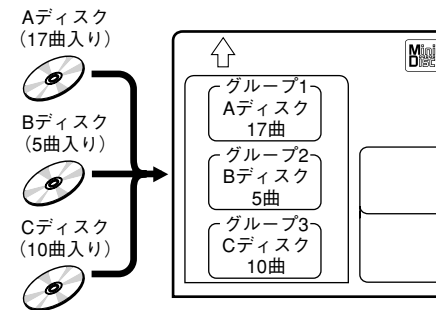 Aディスク
（17曲入り）
Bディスク
（5曲入り）
Cディスク
（10曲入り）
グループ1
Aディスク
17曲
グループ2
Bディスク
5曲
グループ3
Cディスク
10曲
Mini
Disc